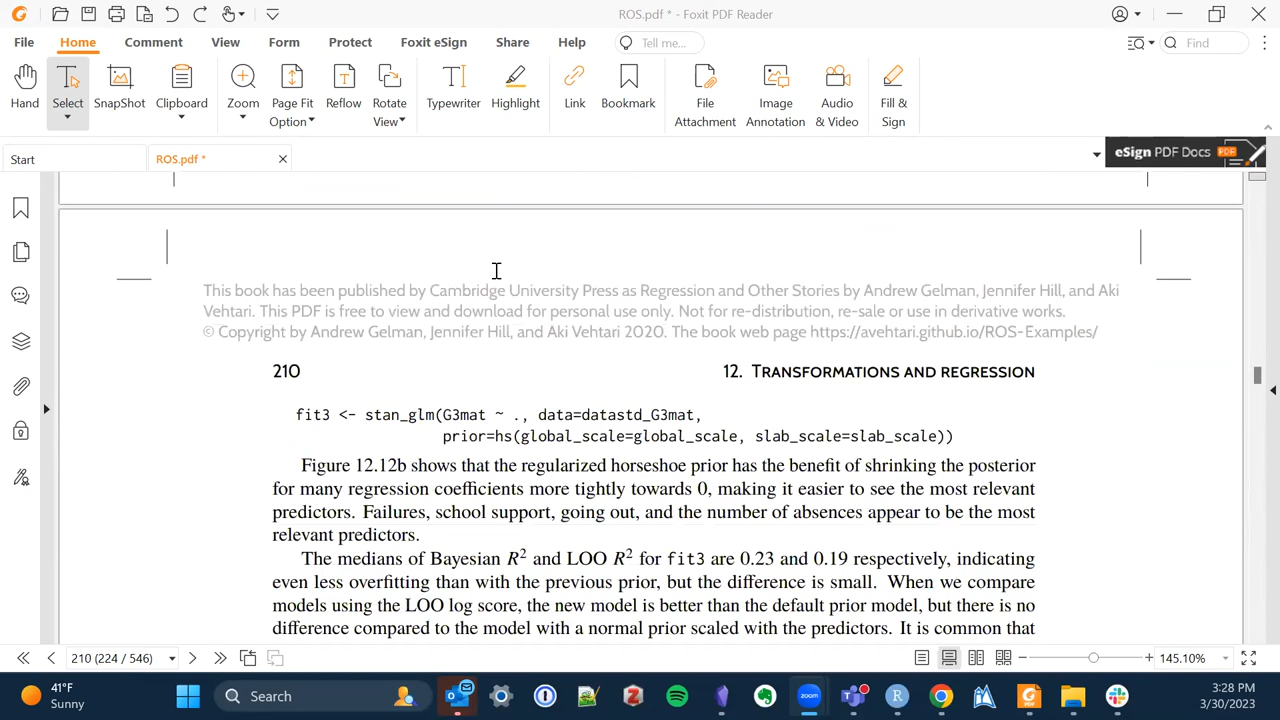 ROS.pdf * - Foxit PDF Reader
File
Home
Comment
View
Form
Protect
Foxit eSign
Share
Help
Tell me...
Find
Hand
Select
SnapShot
Clipboard
Zoom
Page Fit
Option
Reflow
Rotate
View
Typewriter
Highlight
Link
Bookmark
File
Attachment
Image
Annotation
Audio
& Video
Fill &
Sign
Start
ROS.pdf *
eSign PDF Docs
PDF
This book has been published by Cambridge University Press as Regression and Other Stories by Andrew Gelman, Jennifer Hill, and Aki
Vehtari. This PDF is free to view and download for personal use only. Not for re-distribution, re-sale or use in derivative works.
© Copyright by Andrew Gelman, Jennifer Hill, and Aki Vehtari 2020. The book web page https://avehtari.github.io/ROS-Examples/
210 12. TRANSFORMATIONS AND REGRESSION
fit3 <- stan_glm(G3mat ~ ., data=datastd_G3mat,
prior=hs(global_scale=global_scale, slab_scale=slab_scale))
Figure 12.12b shows that the regularized horseshoe prior has the benefit of shrinking the posterior
for many regression coefficients more tightly towards 0, making it easier to see the most relevant
predictors. Failures, school support, going out, and the number of absences appear to be the most
relevant predictors.
The medians of Bayesian R² and LOO R² for fit3 are 0.23 and 0.19 respectively, indicating
even less overfitting than with the previous prior, but the difference is small. When we compare
models using the LOO log score, the new model is better than the default prior model, but there is no
difference compared to the model with a normal prior scaled with the predictors. It is common that
210 (224 / 546)
145.10%
41°F
Sunny
Search
3:28 PM
3/30/2023